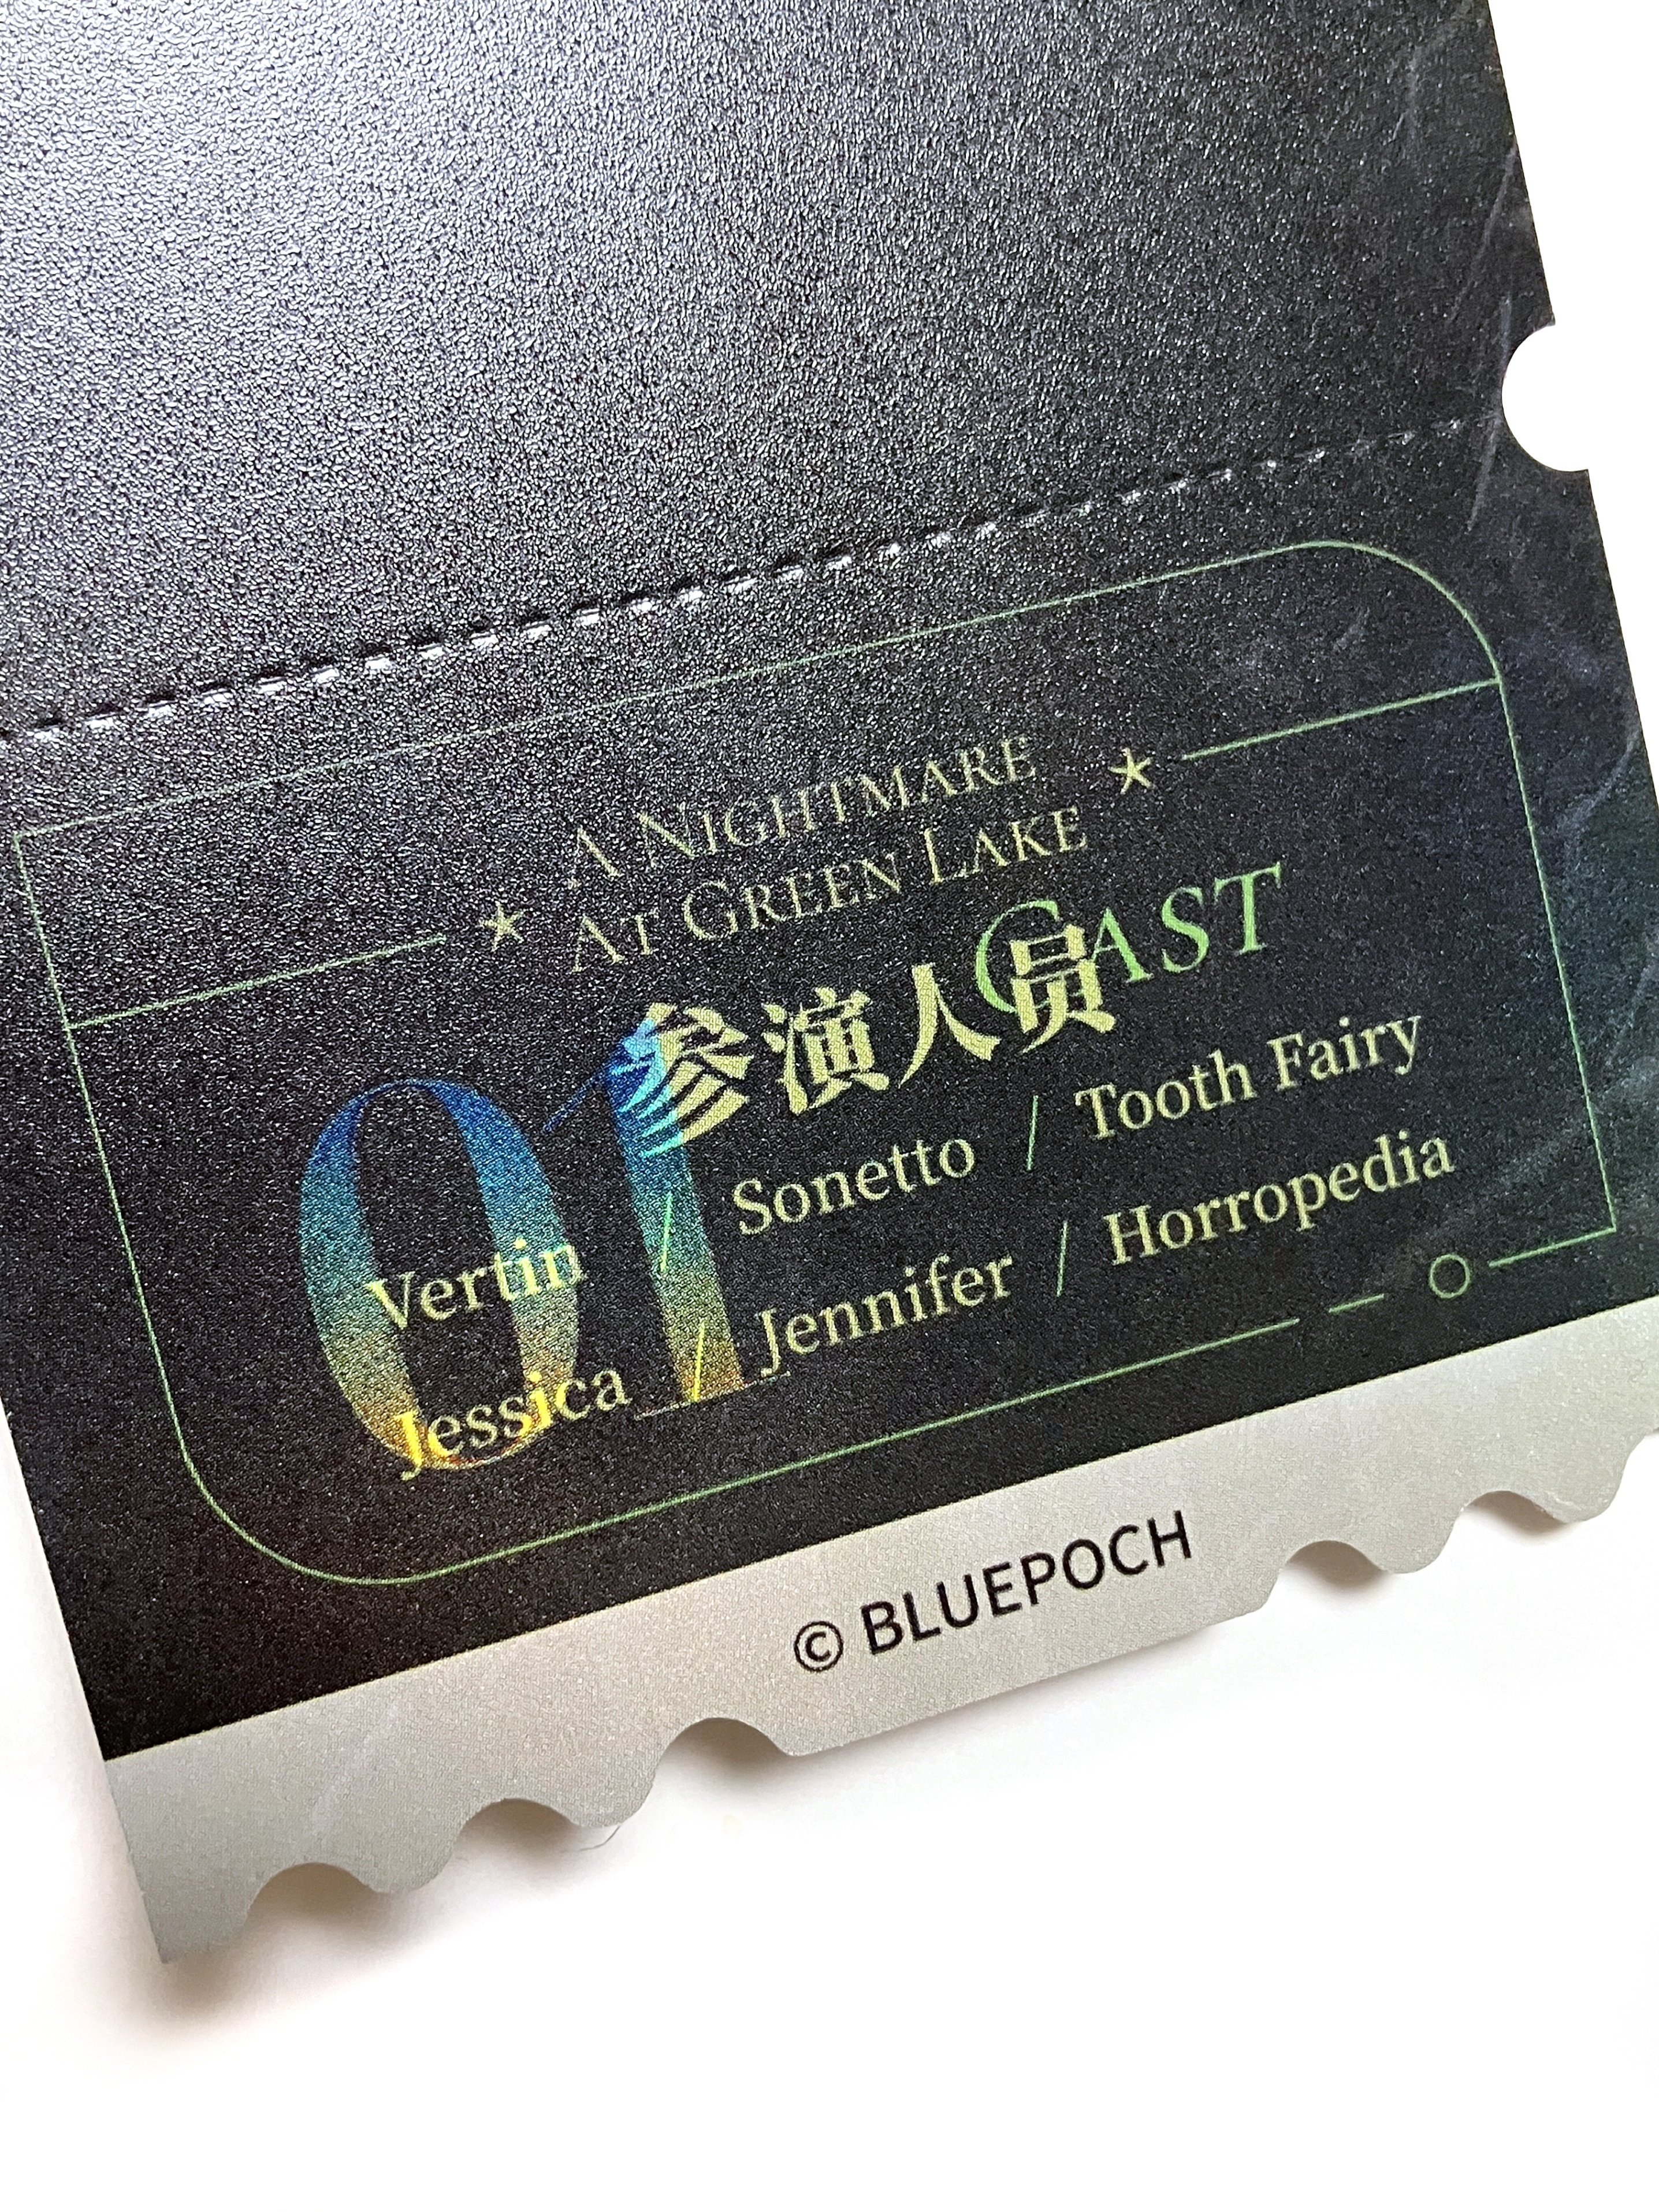 A NIGHTMARE
AT GREEN LAKE
CAST
参演人员
01
Vertin / Sonetto / Tooth Fairy
Jessica / Jennifer / Horropedia
© BLUEPOCH